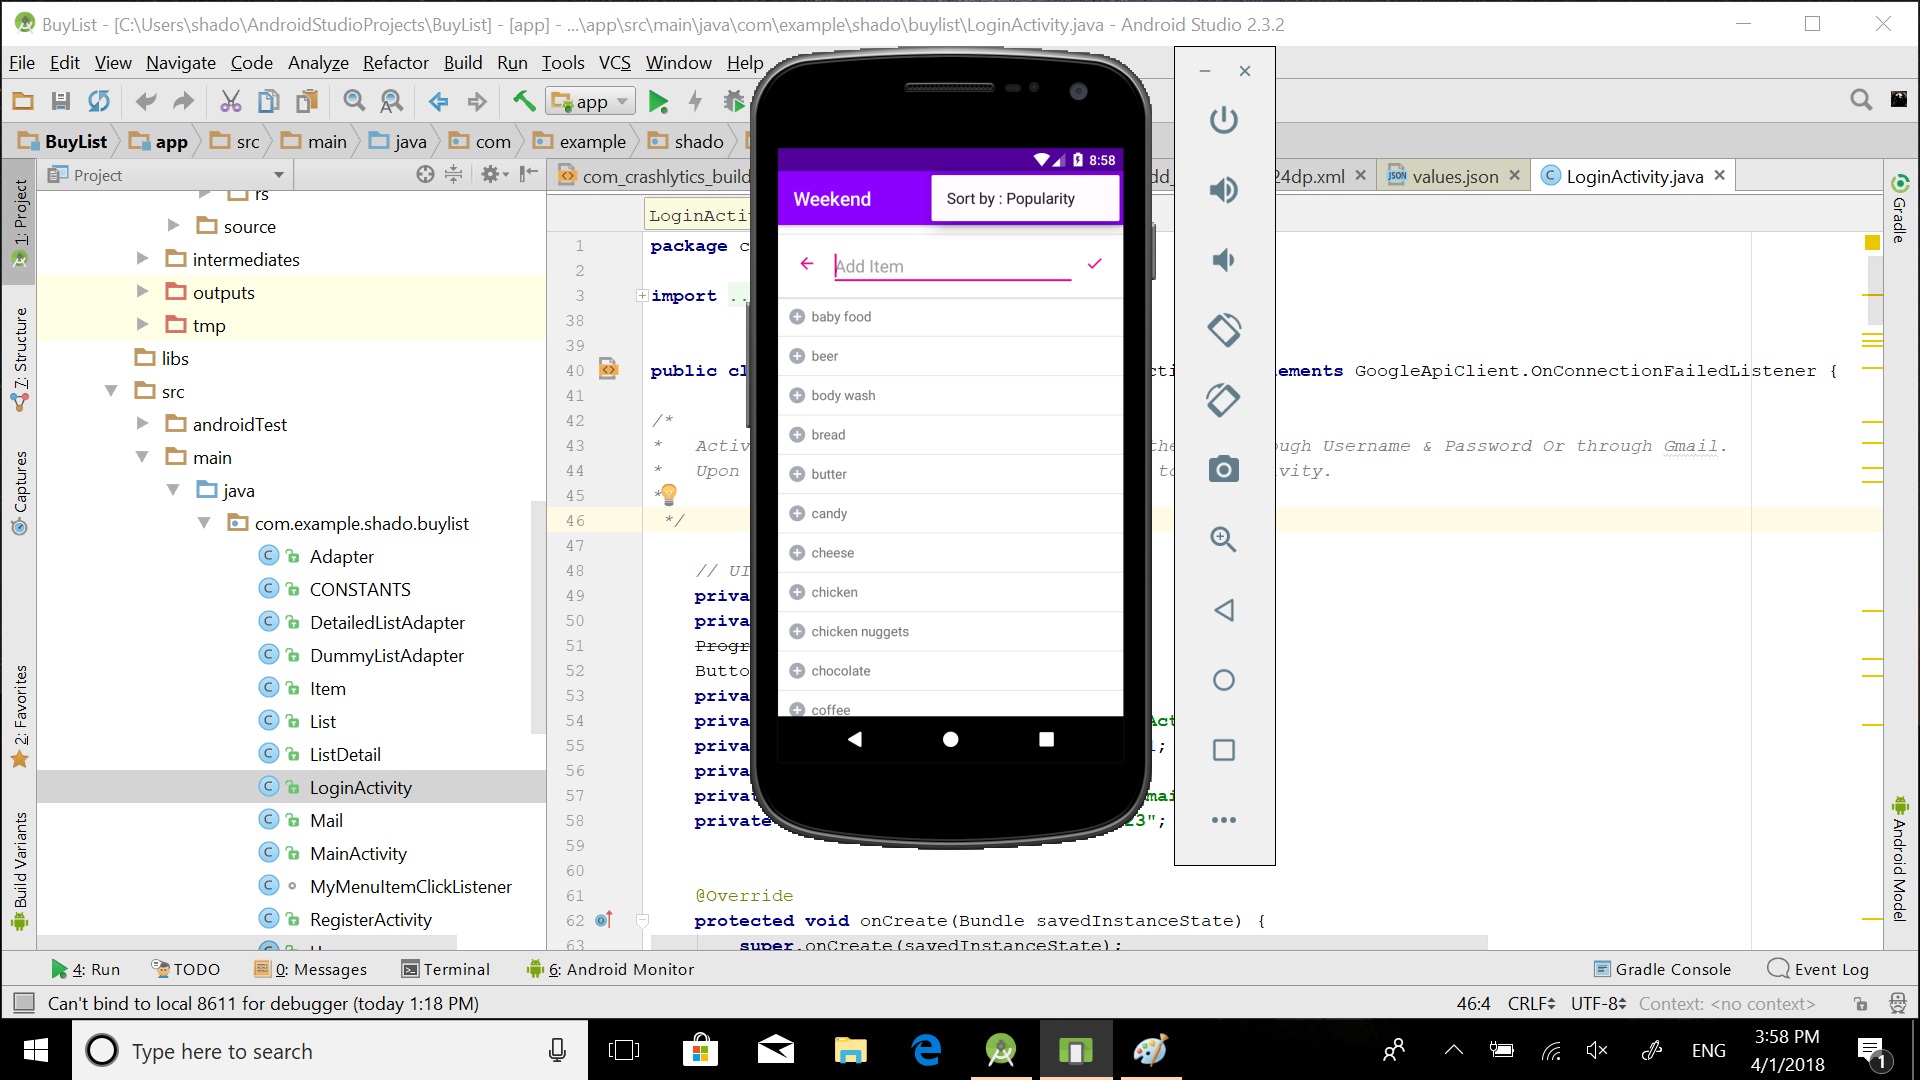 BuyList - [C:\Users\shado\AndroidStudioProjects\BuyList] - [app] - ...\app\src\main\java\com\example\shado\buylist\LoginActivity.java - Android Studio 2.3.2
File Edit View Navigate Code Analyze Refactor Build Run Tools VCS Window Help
app
BuyList app src main java com example shado
Project
com_crashlytics_build
24dp.xml values.json LoginActivity.java
1: Project
7: Structure
Captures
2: Favorites
Build Variants
rs
source
intermediates
outputs
tmp
libs
src
androidTest
main
java
com.example.shado.buylist
Adapter
CONSTANTS
DetailedListAdapter
DummyListAdapter
Item
List
ListDetail
LoginActivity
Mail
MainActivity
MyMenuItemClickListener
RegisterActivity
LoginActi
1 package c
2
3 import ..
38
39
40 public cl ements GoogleApiClient.OnConnectionFailedListener {
41
42 /*
43 * Activ ugh Username & Password Or through Gmail.
44 * Upon
45 *
46 */
47
48 // UI
49 priva
50 priva
51 Progr
52 Butto
53 priva
54 priva Act
55 priva
56 priva
57 priva mai
58 private 3";
59
60
61 @Override
62 protected void onCreate(Bundle savedInstanceState) {
63 super.onCreate(savedInstanceState);
8:58
Weekend
Sort by : Popularity
Add Item
baby food
beer
body wash
bread
butter
candy
cheese
chicken
chicken nuggets
chocolate
coffee
Gradle
Android Model
4: Run TODO 0: Messages Terminal 6: Android Monitor Gradle Console Event Log
Can't bind to local 8611 for debugger (today 1:18 PM) 46:4 CRLF UTF-8 Context: <no context>
Type here to search
ENG
3:58 PM
4/1/2018
1